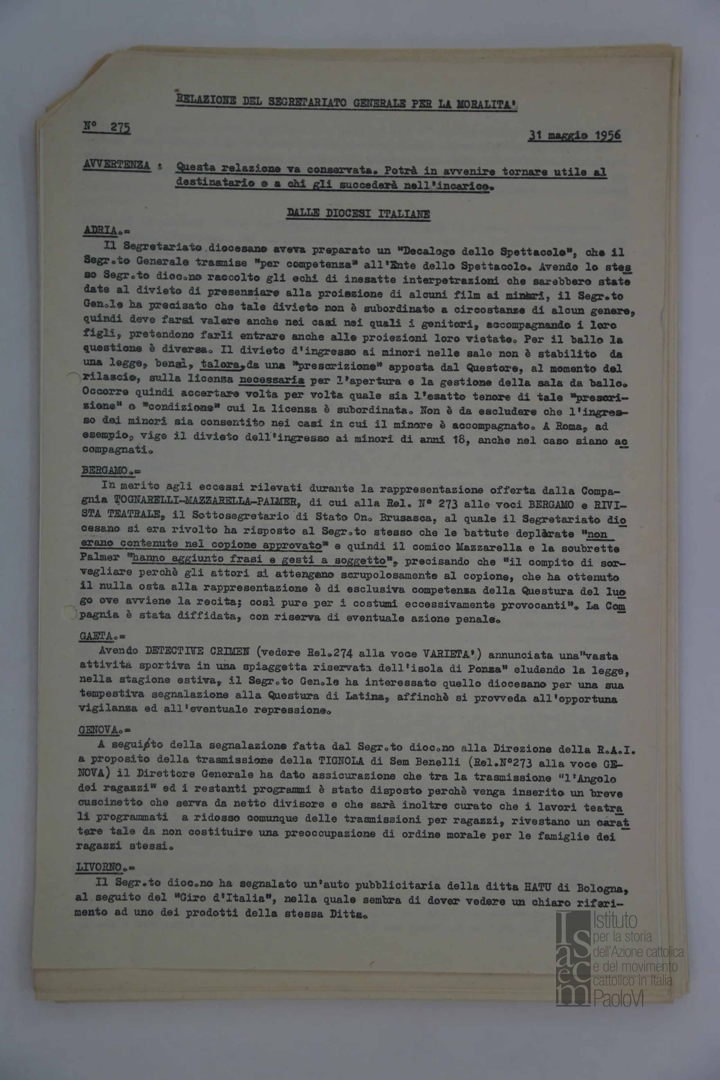 RELAZIONE DEL SEGRETARIATO GENERALE PER LA MORALITA'
N° 275
31 maggio 1956
AVVERTENZA : Questa relazione va conservata. Potrà in avvenire tornare utile al
destinatario e a chi gli succederà nell'incarico.
DALLE DIOCESI ITALIANE
ADRIA.=
Il Segretariato diocesano aveva preparato un "Decalogo dello Spettacolo", che il
Segr.to Generale trasmise "per competenza" all'Ente dello Spettacolo. Avendo lo stes
so Segr.to dioc.no raccolto gli echi di inesatte interpretazioni che sarebbero state
date al divieto di presenziare alla proiezione di alcuni film ai minori, il Segr.to
Gen.le ha precisato che tale divieto non è subordinato a circostanze di alcun genere,
quindi deve farsi valere anche nei casi nei quali i genitori, accompagnando i loro
figli, pretendono farli entrare anche alle proiezioni loro vietate. Per il ballo la
questione è diversa. Il divieto d'ingresso ai minori nelle sale non è stabilito da
una legge, bensì, talora, da una "prescrizione" apposta dal Questore, al momento del
rilascio, sulla licenza necessaria per l'apertura e la gestione della sala da ballo.
Occorre quindi accertare volta per volta quale sia l'esatto tenore di tale "prescri-
zione" o "condizione" cui la licenza è subordinata. Non è da escludere che l'ingres-
so dei minori sia consentito nei casi in cui il minore è accompagnato. A Roma, ad
esempio, vige il divieto dell'ingresso ai minori di anni 18, anche nel caso siano ac
compagnati.
BERGAMO.=
In merito agli eccessi rilevati durante la rappresentazione offerta dalla Compa-
gnia TOGNARELLI-MAZZARELLA-PALMER, di cui alla Rel. N° 273 alle voci BERGAMO e RIVI-
STA TEATRALE, il Sottosegretario di Stato On. Brusasca, al quale il Segretariato dio
cesano si era rivolto ha risposto al Segr.to stesso che le battute deplorate "non
erano contenute nel copione approvato" e quindi il comico Mazzarella e la soubrette
Palmer "hanno aggiunto frasi e gesti a soggetto", precisando che "il compito di sor-
vegliare perchè gli attori si attengano scrupolosamente al copione, che ha ottenuto
il nulla osta alla rappresentazione è di esclusiva competenza della Questura del luo
go ove avviene la recita; così pure per i costumi eccessivamente provocanti". La Com
pagnia è stata diffidata, con riserva di eventuale azione penale.
GAETA.=
Avendo DETECTIVE CRIMEN (vedere Rel.274 alla voce VARIETA') annunciata una"vasta
attività sportiva in una spiaggetta riservata dell'isola di Ponza" eludendo la legge,
nella stagione estiva, il Segr.to Gen.le ha interessato quello diocesano per una sua
tempestiva segnalazione alla Questura di Latina, affinchè si provveda all'opportuna
vigilanza ed all'eventuale repressione.
GENOVA.=
A seguito della segnalazione fatta dal Segr.to dioc.no alla Direzione della R.A.I.
a proposito della trasmissione della TIGNOLA di Sem Benelli (Rel.N°273 alla voce GE-
NOVA) il Direttore Generale ha dato assicurazione che tra la trasmissione "l'Angolo
dei ragazzi" ed i restanti programmi è stato disposto perchè venga inserito un breve
cuscinetto che serva da netto divisore e che sarà inoltre curato che i lavori teatra
li programmati a ridosso comunque delle trasmissioni per ragazzi, rivestano un carat
tere tale da non costituire una preoccupazione di ordine morale per le famiglie dei
ragazzi stessi.
LIVORNO.=
Il Segr.to dioc.no ha segnalato un'auto pubblicitaria della ditta HATU di Bologna,
al seguito del "Giro d'Italia", nella quale sembra di dover vedere un chiaro riferi-
mento ad uno dei prodotti della stessa Ditta.
Isacem
Istituto
per la storia
dell'Azione cattolica
e del movimento
cattolico in Italia
PaoloVI